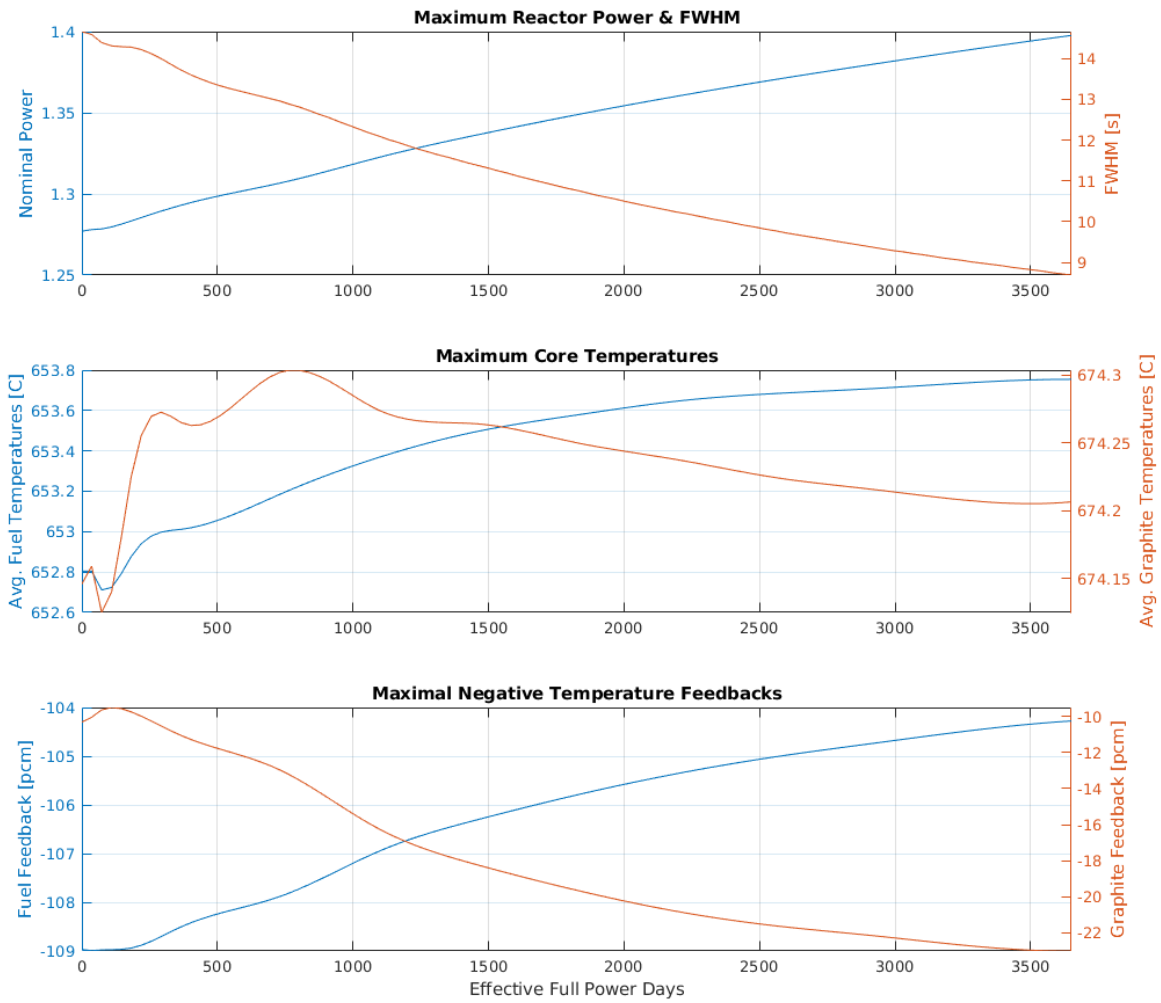 Maximum Reactor Power & FWHM
Nominal Power
1.4
1.35
1.3
1.25
FWHM [s]
14
13
12
11
10
9
0 500 1000 1500 2000 2500 3000 3500
Maximum Core Temperatures
Avg. Fuel Temperatures [C]
653.8
653.6
653.4
653.2
653
652.8
652.6
Avg. Graphite Temperatures [C]
674.3
674.25
674.2
674.15
0 500 1000 1500 2000 2500 3000 3500
Maximal Negative Temperature Feedbacks
Fuel Feedback [pcm]
-104
-105
-106
-107
-108
-109
Graphite Feedback [pcm]
-10
-12
-14
-16
-18
-20
-22
0 500 1000 1500 2000 2500 3000 3500
Effective Full Power Days